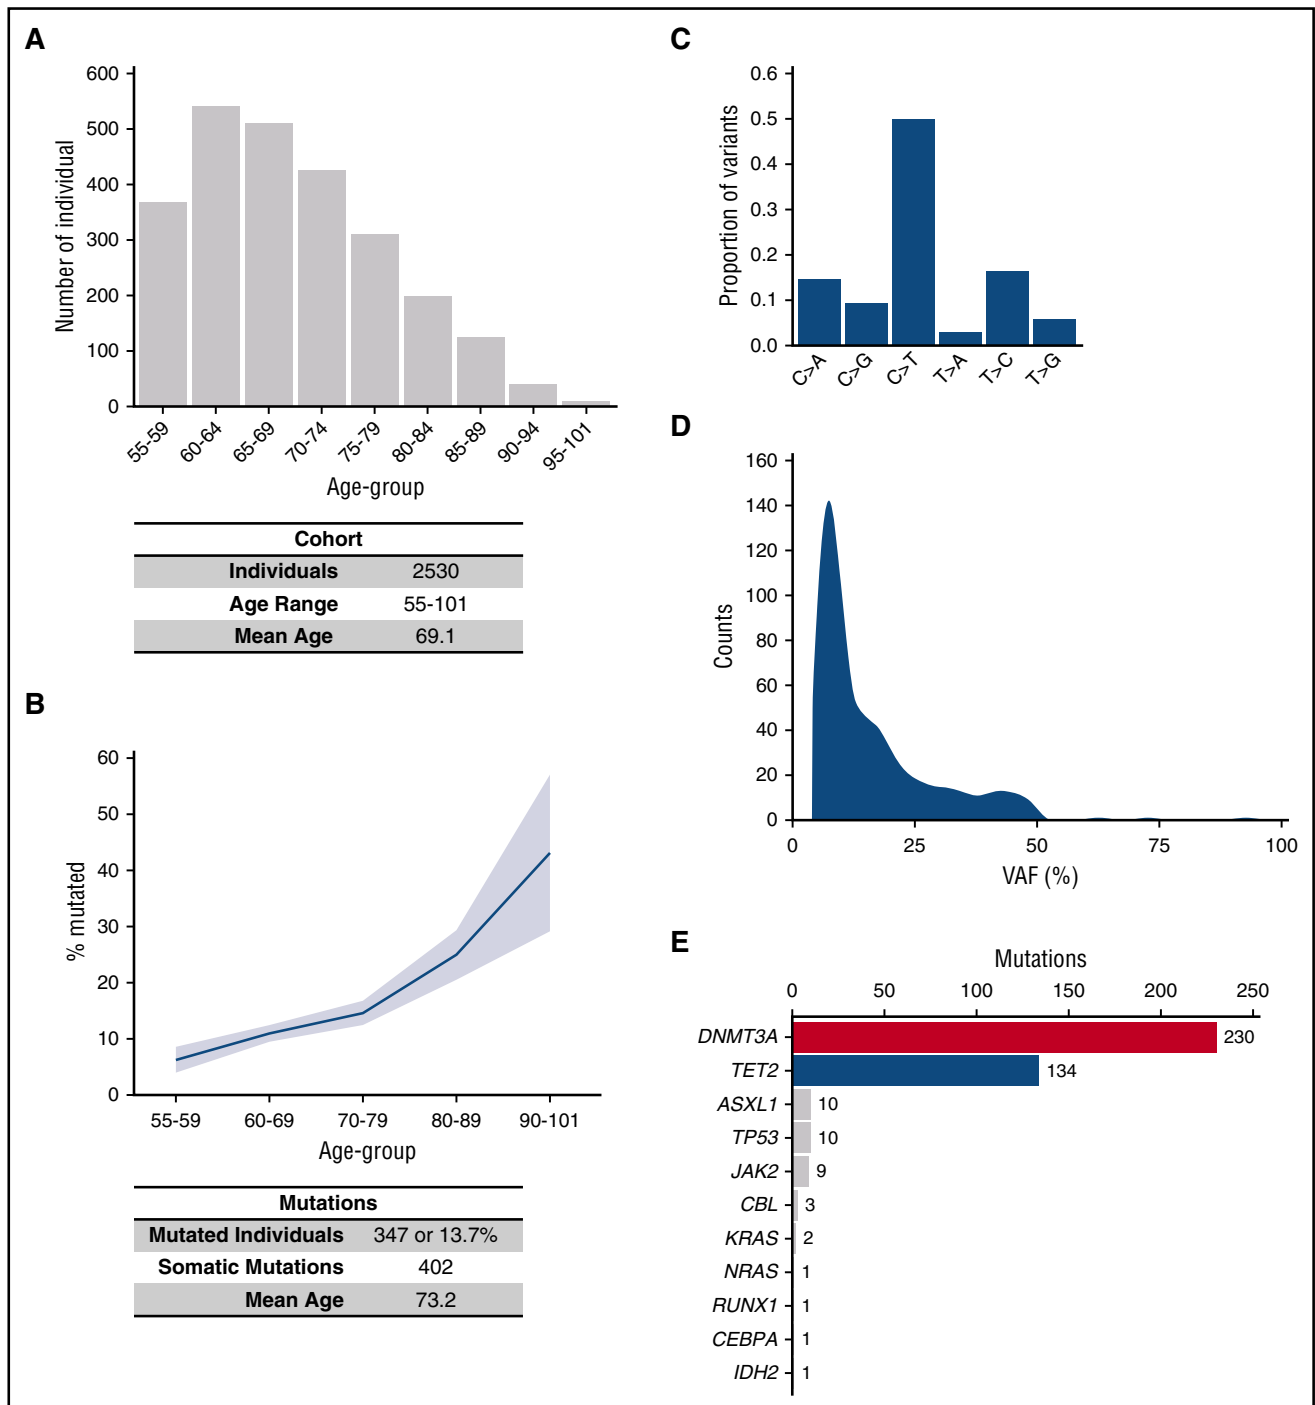 A
Number of individual
600
500
400
300
200
100
0
55-59
60-64
65-69
70-74
75-79
80-84
85-89
90-94
95-101
Age-group
Cohort
Individuals 2530
Age Range 55-101
Mean Age 69.1
B
% mutated
60
50
40
30
20
10
0
55-59 60-69 70-79 80-89 90-101
Age-group
Mutations
Mutated Individuals 347 or 13.7%
Somatic Mutations 402
Mean Age 73.2
C
Proportion of variants
0.6
0.5
0.4
0.3
0.2
0.1
0.0
C>A
C>G
C>T
T>A
T>C
T>G
D
Counts
160
140
120
100
80
60
40
20
0
0 25 50 75 100
VAF (%)
E
Mutations
0 50 100 150 200 250
DNMT3A 230
TET2 134
ASXL1 10
TP53 10
JAK2 9
CBL 3
KRAS 2
NRAS 1
RUNX1 1
CEBPA 1
IDH2 1